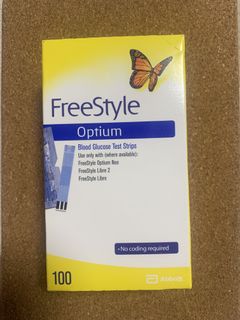 FreeStyle
Optium
Blood Glucose Test Strips
Use only with (where available):
FreeStyle Optium Neo
FreeStyle Libre 2
FreeStyle Libre
• No coding required
100
Abbott